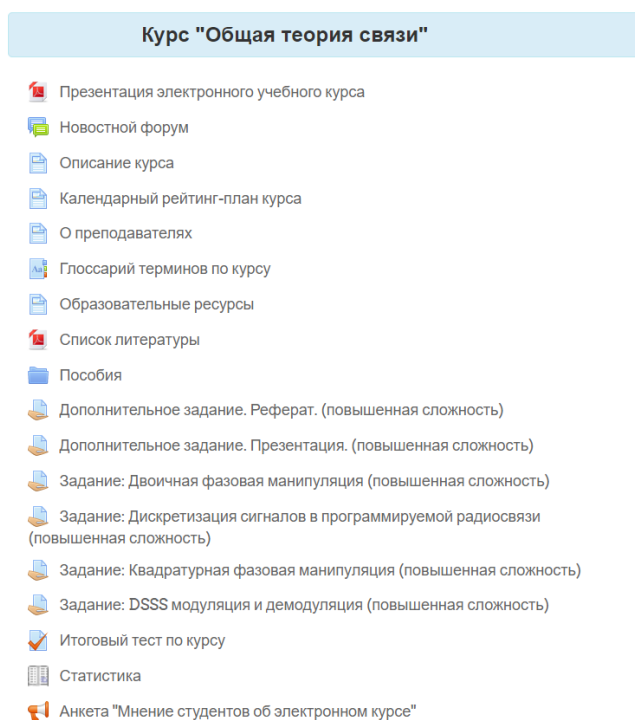 Курс "Общая теория связи"
Презентация электронного учебного курса
Новостной форум
Описание курса
Календарный рейтинг-план курса
О преподавателях
Аа
Глоссарий терминов по курсу
Образовательные ресурсы
Список литературы
Пособия
Дополнительное задание. Реферат. (повышенная сложность)
Дополнительное задание. Презентация. (повышенная сложность)
Задание: Двоичная фазовая манипуляция (повышенная сложность)
Задание: Дискретизация сигналов в программируемой радиосвязи
(повышенная сложность)
Задание: Квадратурная фазовая манипуляция (повышенная сложность)
Задание: DSSS модуляция и демодуляция (повышенная сложность)
Итоговый тест по курсу
Статистика
Анкета "Мнение студентов об электронном курсе"